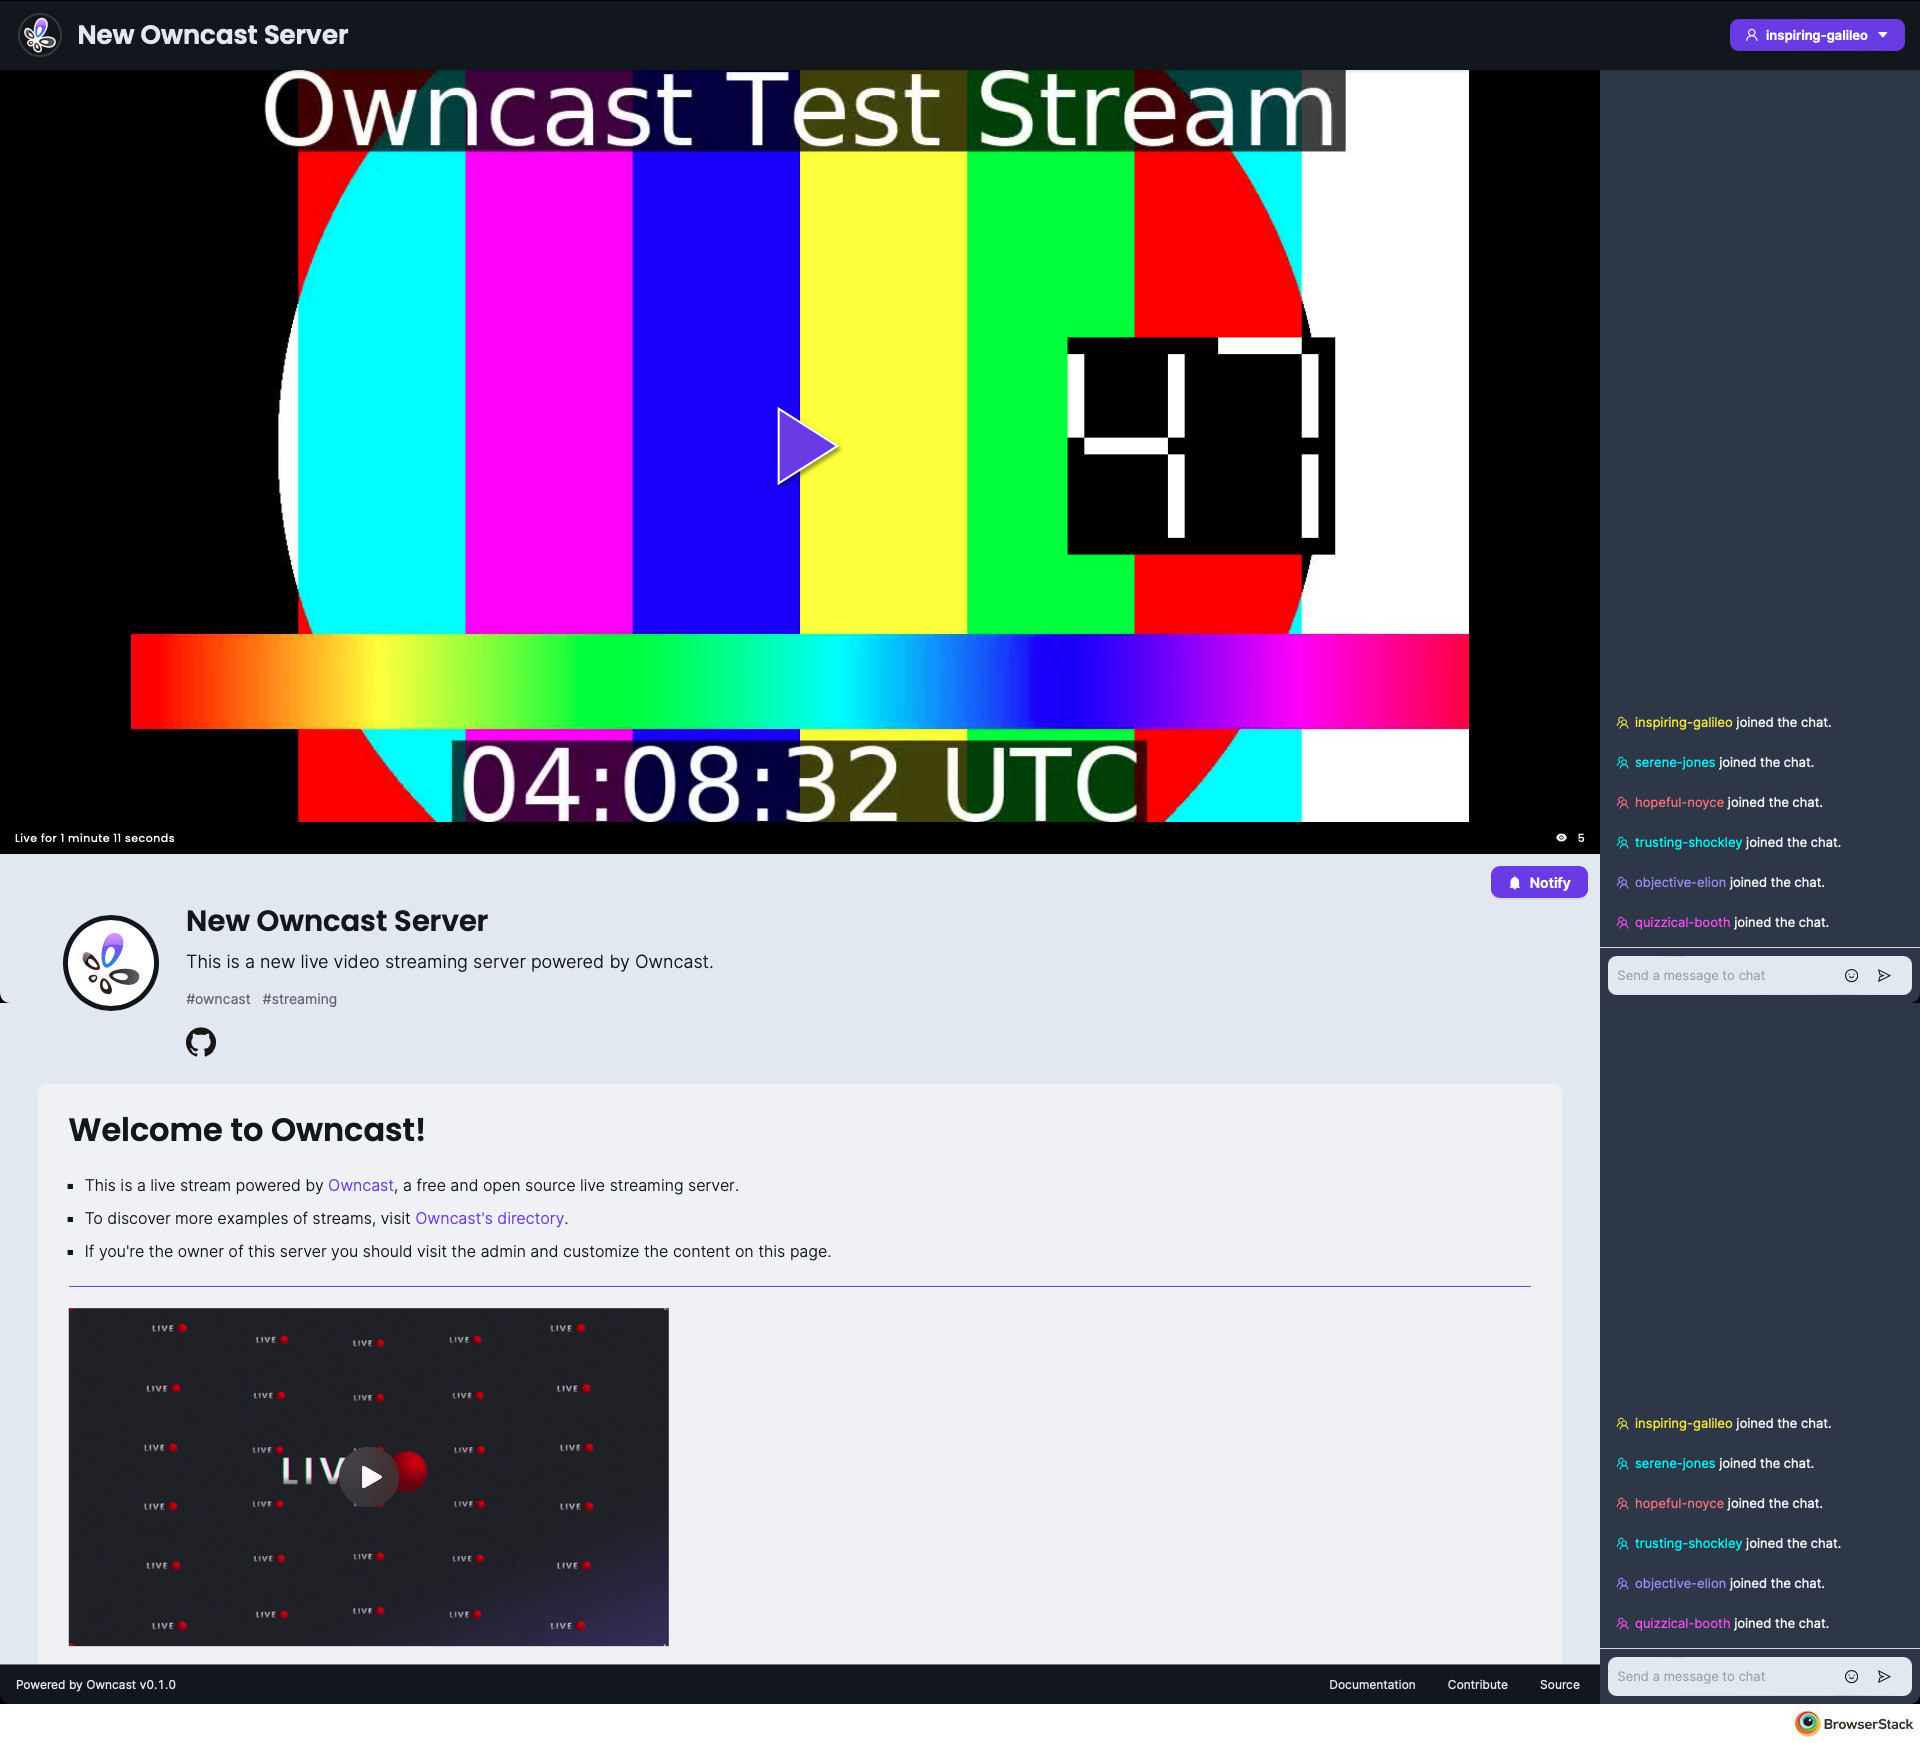 New Owncast Server
inspiring-galileo
Owncast Test Stream
47
04:08:32 UTC
Live for 1 minute 11 seconds
5
inspiring-galileo joined the chat.
serene-jones joined the chat.
hopeful-noyce joined the chat.
trusting-shockley joined the chat.
objective-elion joined the chat.
quizzical-booth joined the chat.
Send a message to chat
Notify
New Owncast Server
This is a new live video streaming server powered by Owncast.
#owncast #streaming
Welcome to Owncast!
▪ This is a live stream powered by Owncast, a free and open source live streaming server.
▪ To discover more examples of streams, visit Owncast's directory.
▪ If you're the owner of this server you should visit the admin and customize the content on this page.
LIVE LIVE LIVE LIVE LIVE
LIVE LIVE LIVE LIVE LIVE
LIVE LIVE LIVE LIVE
LIV
LIVE LIVE LIVE LIVE
LIVE LIVE LIVE LIVE LIVE
LIVE LIVE LIVE LIVE LIVE
inspiring-galileo joined the chat.
serene-jones joined the chat.
hopeful-noyce joined the chat.
trusting-shockley joined the chat.
objective-elion joined the chat.
quizzical-booth joined the chat.
Send a message to chat
Powered by Owncast v0.1.0
Documentation Contribute Source
BrowserStack